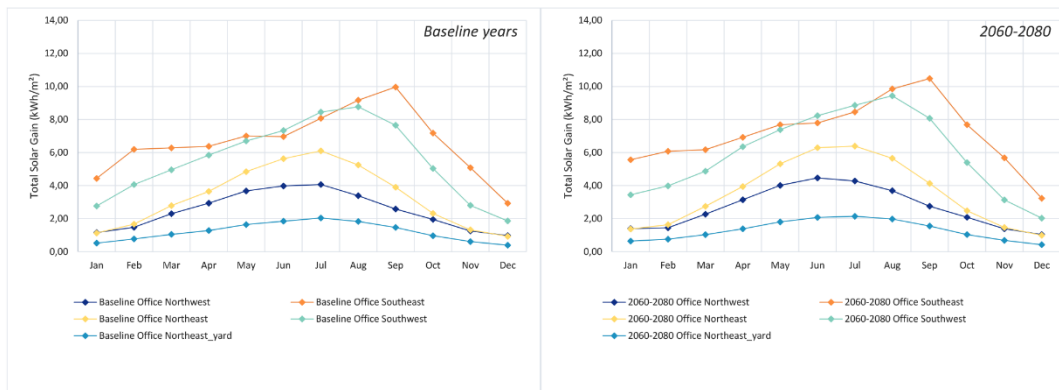 Baseline years
Total Solar Gain (kWh/m²)
14,00
12,00
10,00
8,00
6,00
4,00
2,00
0,00
Jan Feb Mar Apr May Jun Jul Aug Sep Oct Nov Dec
Baseline Office Northwest Baseline Office Southeast
Baseline Office Northeast Baseline Office Southwest
Baseline Office Northeast_yard
2060-2080
Total Solar Gain (kWh/m²)
14,00
12,00
10,00
8,00
6,00
4,00
2,00
0,00
Jan Feb Mar Apr May Jun Jul Aug Sep Oct Nov Dec
2060-2080 Office Northwest 2060-2080 Office Southeast
2060-2080 Office Northeast 2060-2080 Office Southwest
2060-2080 Office Northeast_yard